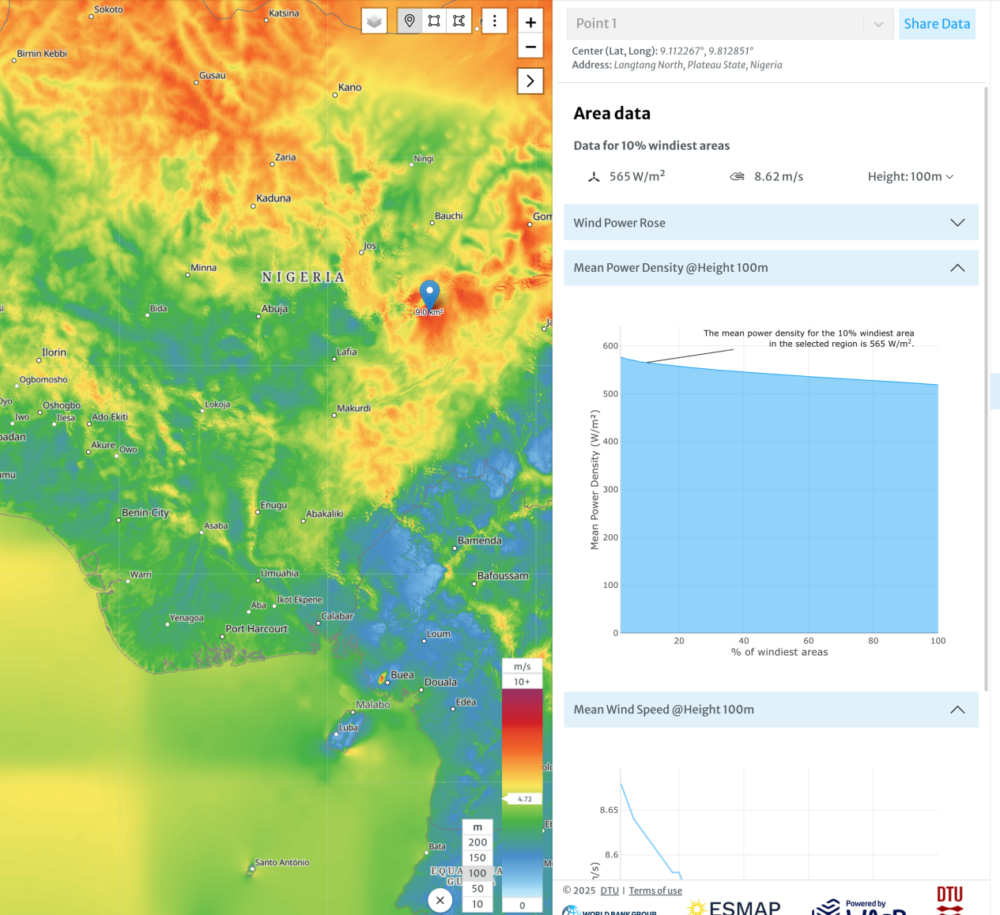 Sokoto
Katsina
Birnin Kebbi
Gusau
Kano
Zaria
Ningi
Kaduna
Bauchi
Gom
Jos
Minna
NIGERIA
9.0 km²
Bida
Abuja
Ilorin
Lafia
Ogbomosho
Oyo
Oshogbo
Lokoja
Makurdi
Iwo
Ilesa
Ado Ekiti
badan
Akure
Owo
Enugu
Benin-City
Abakaliki
Asaba
Bamenda
Warri
Umuahia
Bafoussam
Aba
Ikot Ekpene
Yenagoa
Calabar
Port Harcourt
Loum
Buea
Douala
Malabo
Edéa
Luba
Santo António
Bata
m/s
10+
4.72
0
m
200
150
100
50
10
Point 1
Share Data
Center (Lat, Long): 9.112267°, 9.812851°
Address: Langtang North, Plateau State, Nigeria
Area data
Data for 10% windiest areas
565 W/m²
8.62 m/s
Height: 100m
Wind Power Rose
Mean Power Density @Height 100m
The mean power density for the 10% windiest area
in the selected region is 565 W/m².
600
500
400
300
200
100
0
Mean Power Density (W/m²)
20 40 60 80 100
% of windiest areas
Mean Wind Speed @Height 100m
8.65
8.6
© 2025 DTU | Terms of use
WORLD BANK GROUP
ESMAP
Powered by
WAsP
DTU